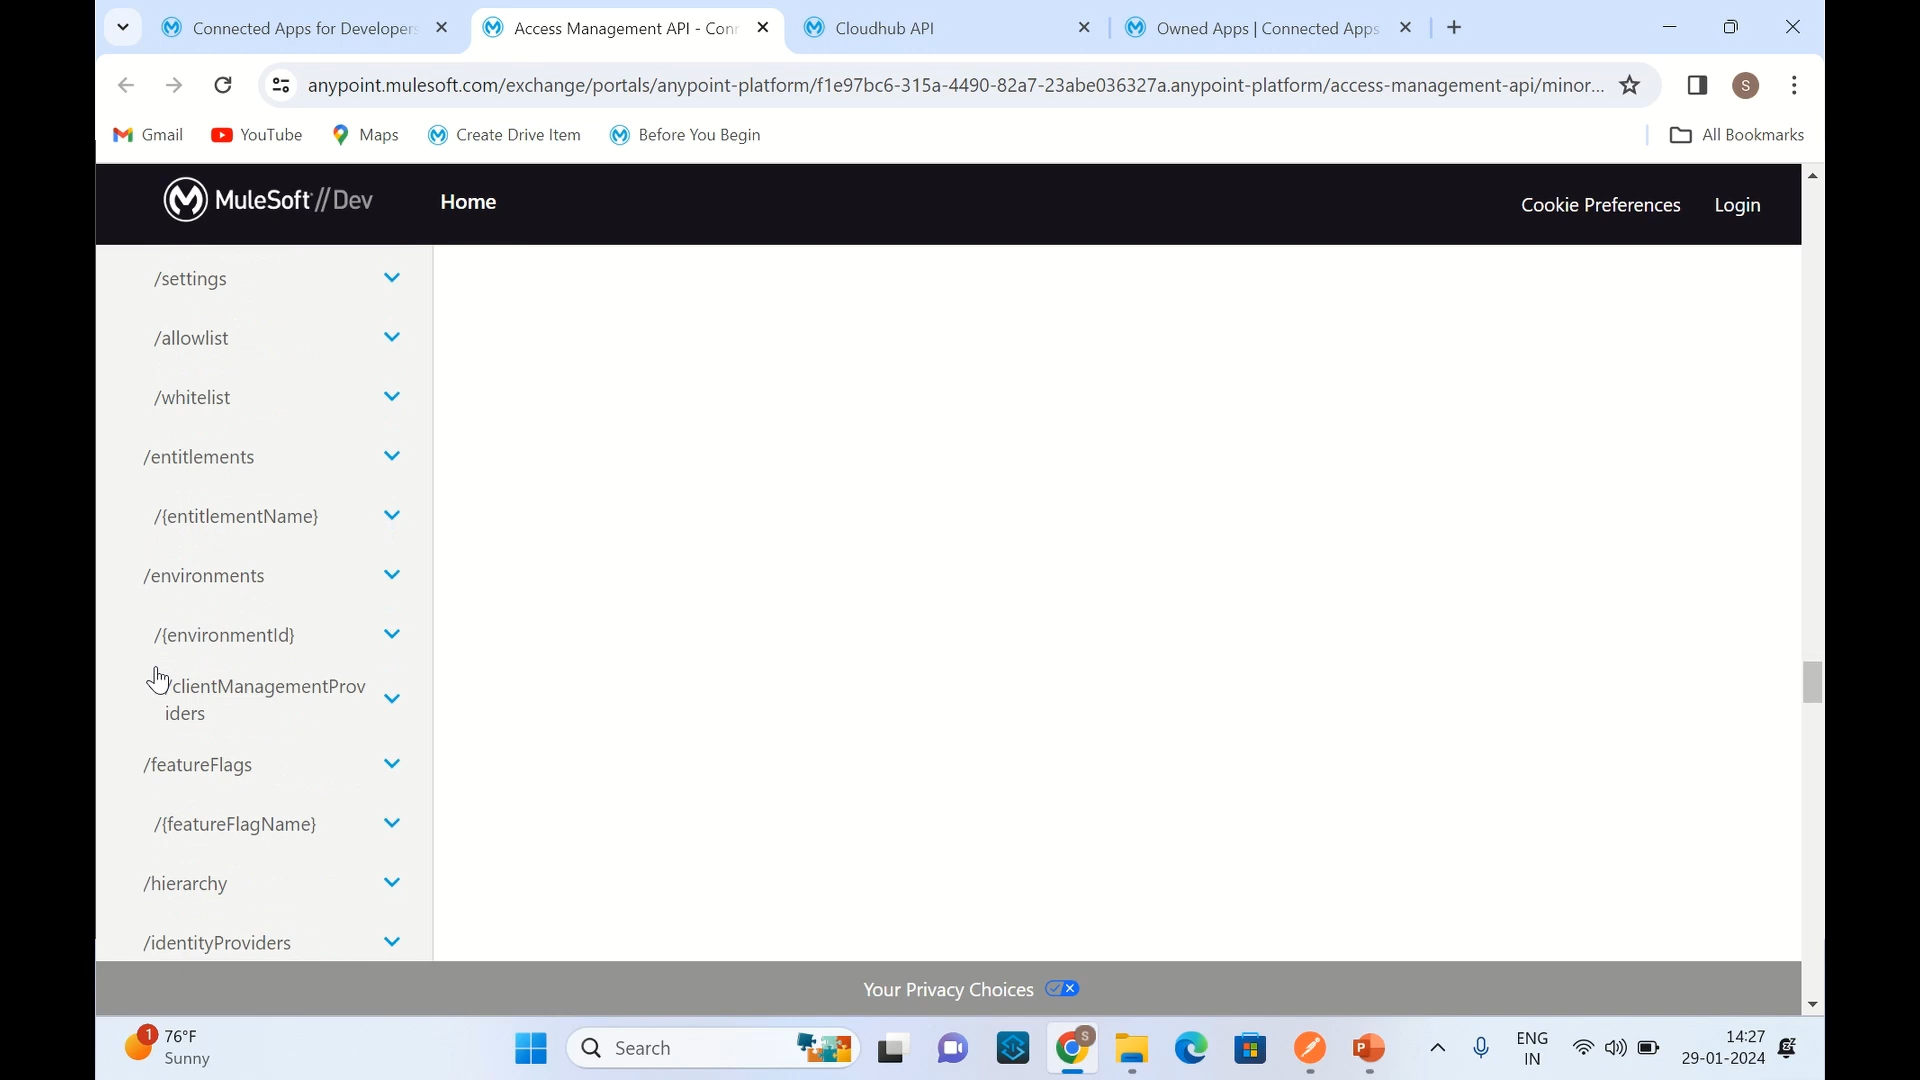 Connected Apps for Developers
Access Management API - Conn
Cloudhub API
Owned Apps | Connected Apps
anypoint.mulesoft.com/exchange/portals/anypoint-platform/f1e97bc6-315a-4490-82a7-23abe036327a.anypoint-platform/access-management-api/minor...
S
Gmail
YouTube
Maps
Create Drive Item
Before You Begin
All Bookmarks
MuleSoft //Dev
Home
Cookie Preferences
Login
/settings
/allowlist
/whitelist
/entitlements
/{entitlementName}
/environments
/{environmentId}
/clientManagementProv
iders
/featureFlags
/{featureFlagName}
/hierarchy
/identityProviders
Your Privacy Choices
1
76°F
Sunny
Search
S
P
ENG
IN
14:27
29-01-2024